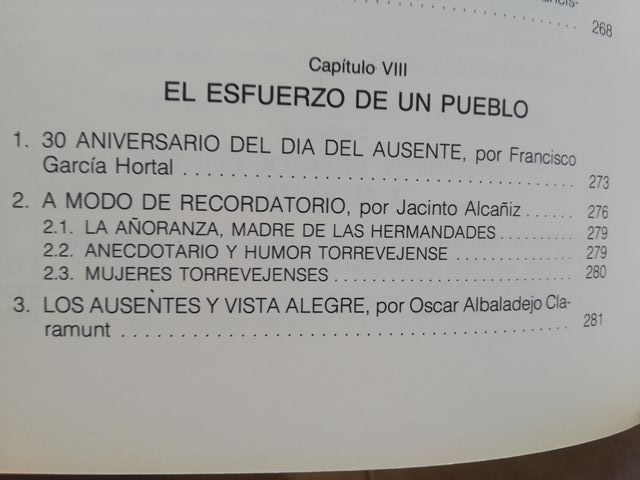 268
Capítulo VIII
EL ESFUERZO DE UN PUEBLO
1. 30 ANIVERSARIO DEL DIA DEL AUSENTE, por Francisco
García Hortal ........................................ 273
2. A MODO DE RECORDATORIO, por Jacinto Alcañiz ...... 276
2.1. LA AÑORANZA, MADRE DE LAS HERMANDADES ......... 279
2.2. ANECDOTARIO Y HUMOR TORREVEJENSE ............ 279
2.3. MUJERES TORREVEJENSES ........................ 280
3. LOS AUSENTES Y VISTA ALEGRE, por Oscar Albaladejo Cla-
ramunt ............................................. 281